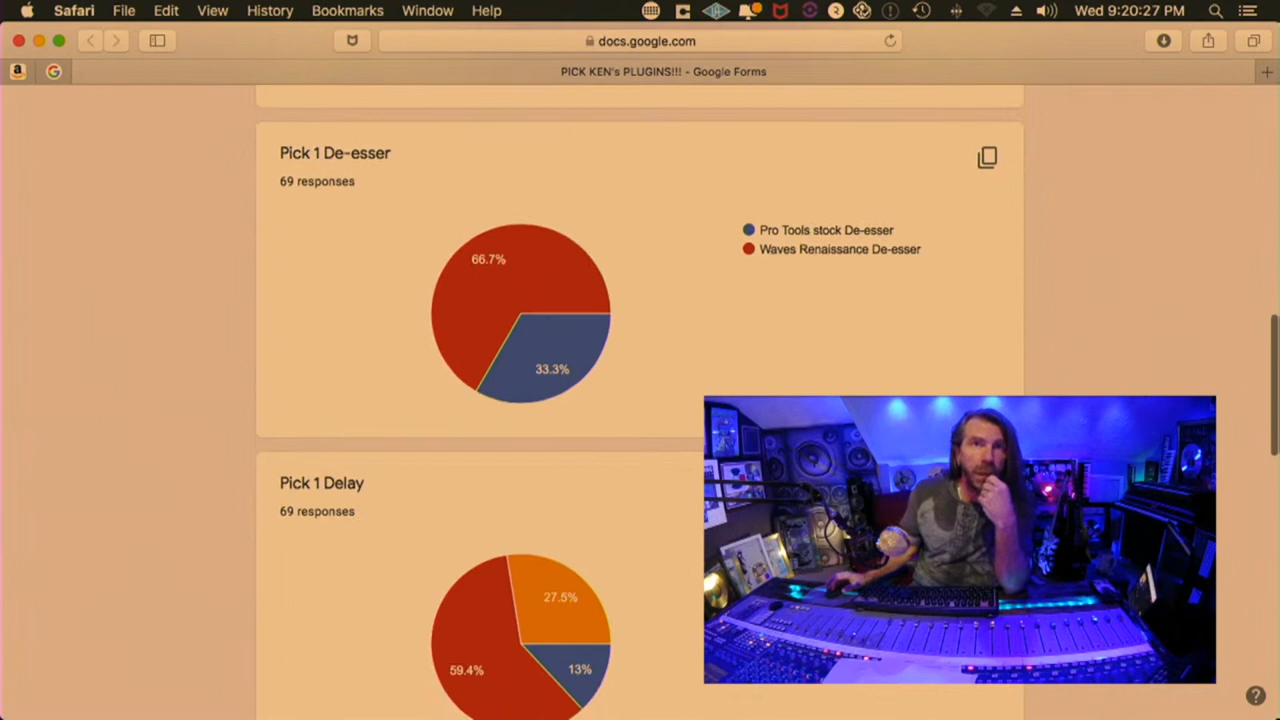 Safari File Edit View History Bookmarks Window Help Wed 9:20:27 PM
docs.google.com
PICK KEN's PLUGINS!!! - Google Forms
Pick 1 De-esser
69 responses
Pro Tools stock De-esser
Waves Renaissance De-esser
66.7%
33.3%
Pick 1 Delay
69 responses
27.5%
59.4%
13%